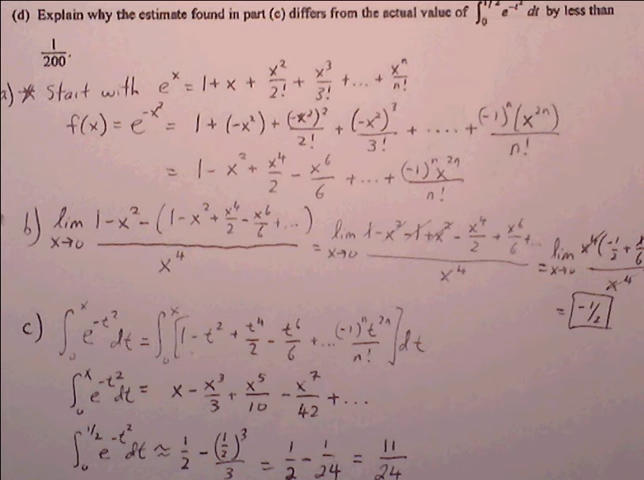 (d) Explain why the estimate found in part (c) differs from the actual value of ∫₀^(1/2) e^(-t²) dt by less than
1/200.
a) * Start with e^x = 1 + x + x²/2! + x³/3! + ... + xⁿ/n!
f(x) = e^(-x²) = 1 + (-x²) + (-x²)²/2! + (-x²)³/3! + .... + (-1)ⁿ(x^(2n))/n!
= 1 - x² + x⁴/2 - x⁶/6 + ... + (-1)ⁿx^(2n)/n!
b) lim x→0 1-x²-(1-x²+x⁴/2-x⁶/6+...)/x⁴ = lim x→0 1-x²-1+x²-x⁴/2+x⁶/6+.../x⁴ = lim x→0 x⁴(-1/2+
x⁴
= -1/2
c) ∫₀^x e^(-t²) dt = ∫₀^x [1 - t² + t⁴/2 - t⁶/6 + ... (-1)ⁿt^(2n)/n!] dt
∫₀^x e^(-t²) dt = x - x³/3 + x⁵/10 - x⁷/42 + ...
∫₀^(1/2) e^(-t²) dt ≈ 1/2 - (1/2)³/3 = 1/2 - 1/24 = 11/24